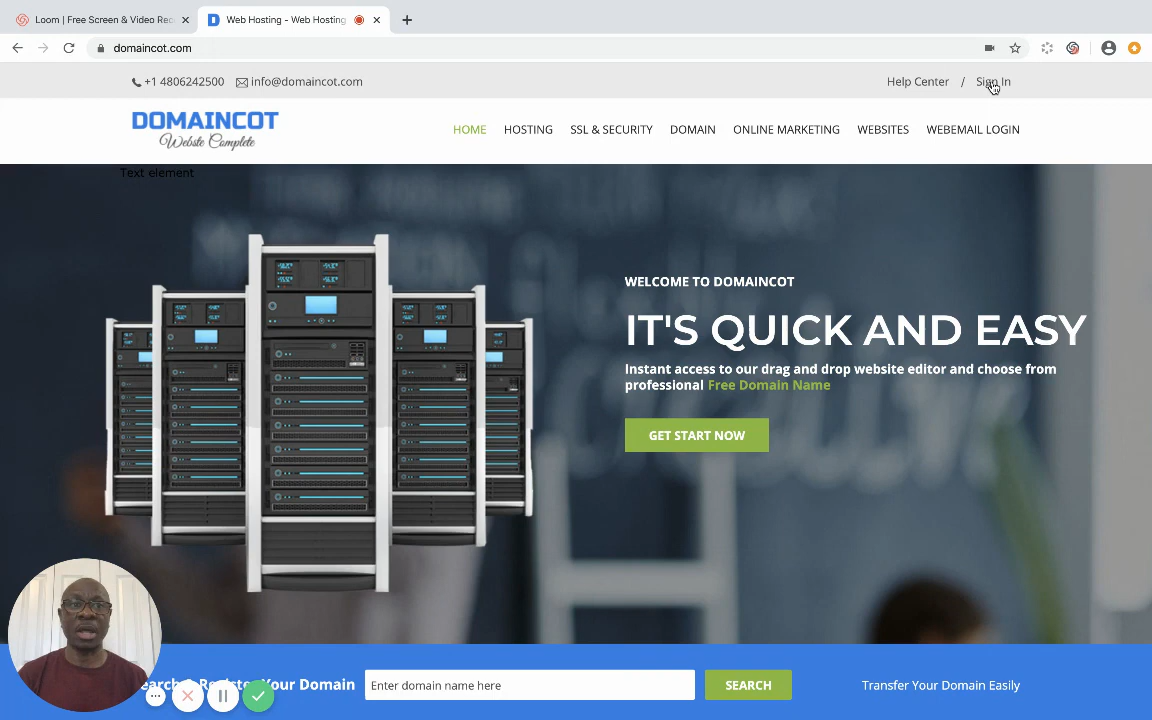 Loom | Free Screen & Video Rec
Web Hosting - Web Hosting
domaincot.com
+1 4806242500 info@domaincot.com
Help Center / Sign In
DOMAINCOT
Webste Complete
HOME HOSTING SSL & SECURITY DOMAIN ONLINE MARKETING WEBSITES WEBEMAIL LOGIN
Text element
WELCOME TO DOMAINCOT
IT'S QUICK AND EASY
Instant access to our drag and drop website editor and choose from
professional Free Domain Name
GET START NOW
earch & Register Your Domain
Enter domain name here
SEARCH
Transfer Your Domain Easily